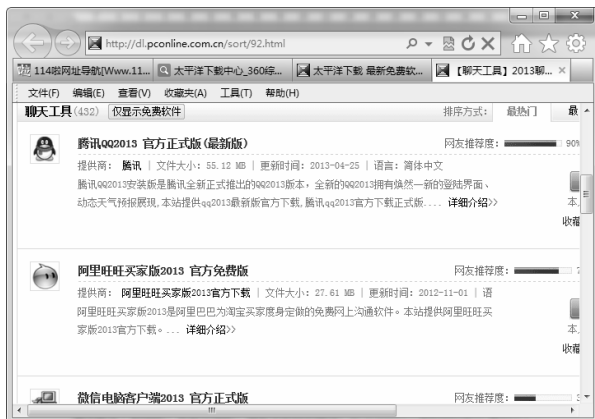 http://dl.pconline.com.cn/sort/92.html
114啦网址导航[Www.11...
太平洋下载中心_360综...
太平洋下载 最新免费软...
【聊天工具】2013聊...
文件(F) 编辑(E) 查看(V) 收藏夹(A) 工具(T) 帮助(H)
聊天工具(432) 仅显示免费软件 排序方式: 最热门 最
腾讯QQ2013 官方正式版(最新版) 网友推荐度: 90%
提供商: 腾讯 | 文件大小: 55.12 MB | 更新时间: 2013-04-25 | 语言: 简体中文
腾讯QQ2013安装版是腾讯全新正式推出的QQ2013版本,全新的QQ2013拥有焕然一新的登陆界面、
动态天气预报展现,本站提供qq2013最新版官方下载,腾讯qq2013官方下载正式版.... 详细介绍>>
本
收藏
阿里旺旺买家版2013 官方免费版 网友推荐度:
提供商: 阿里旺旺买家版2013官方下载 | 文件大小: 27.61 MB | 更新时间: 2012-11-01 | 语
阿里旺旺买家版2013是阿里巴巴为淘宝买家度身定做的免费网上沟通软件。本站提供阿里旺旺买
家版2013官方下载。... 详细介绍>>
本
收藏
微信电脑客户端2013 官方正式版 网友推荐度: